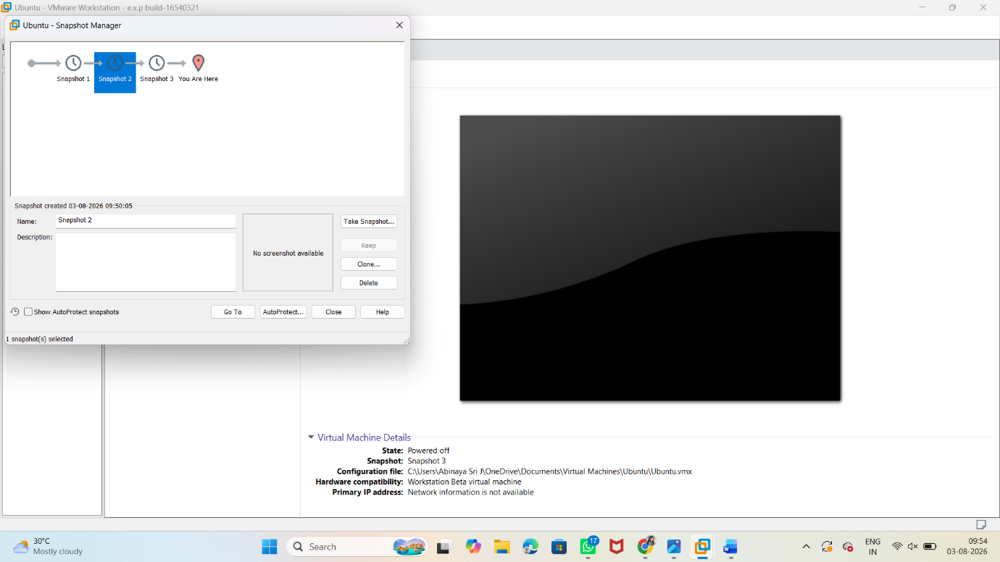 Ubuntu - VMware Workstation - e.x.p build-16540321
Ubuntu - Snapshot Manager
Snapshot 1
Snapshot 2
Snapshot 3
You Are Here
Snapshot created 03-08-2026 09:50:05
Name:
Snapshot 2
Take Snapshot...
Description:
Keep
No screenshot available
Clone...
Delete
Show AutoProtect snapshots
Go To
AutoProtect...
Close
Help
1 snapshot(s) selected
Virtual Machine Details
State: Powered off
Snapshot: Snapshot 3
Configuration file: C:\Users\Abinaya Sri J\OneDrive\Documents\Virtual Machines\Ubuntu\Ubuntu.vmx
Hardware compatibility: Workstation Beta virtual machine
Primary IP address: Network information is not available
30°C
Mostly cloudy
Search
17
ENG
IN
09:54
03-08-2026